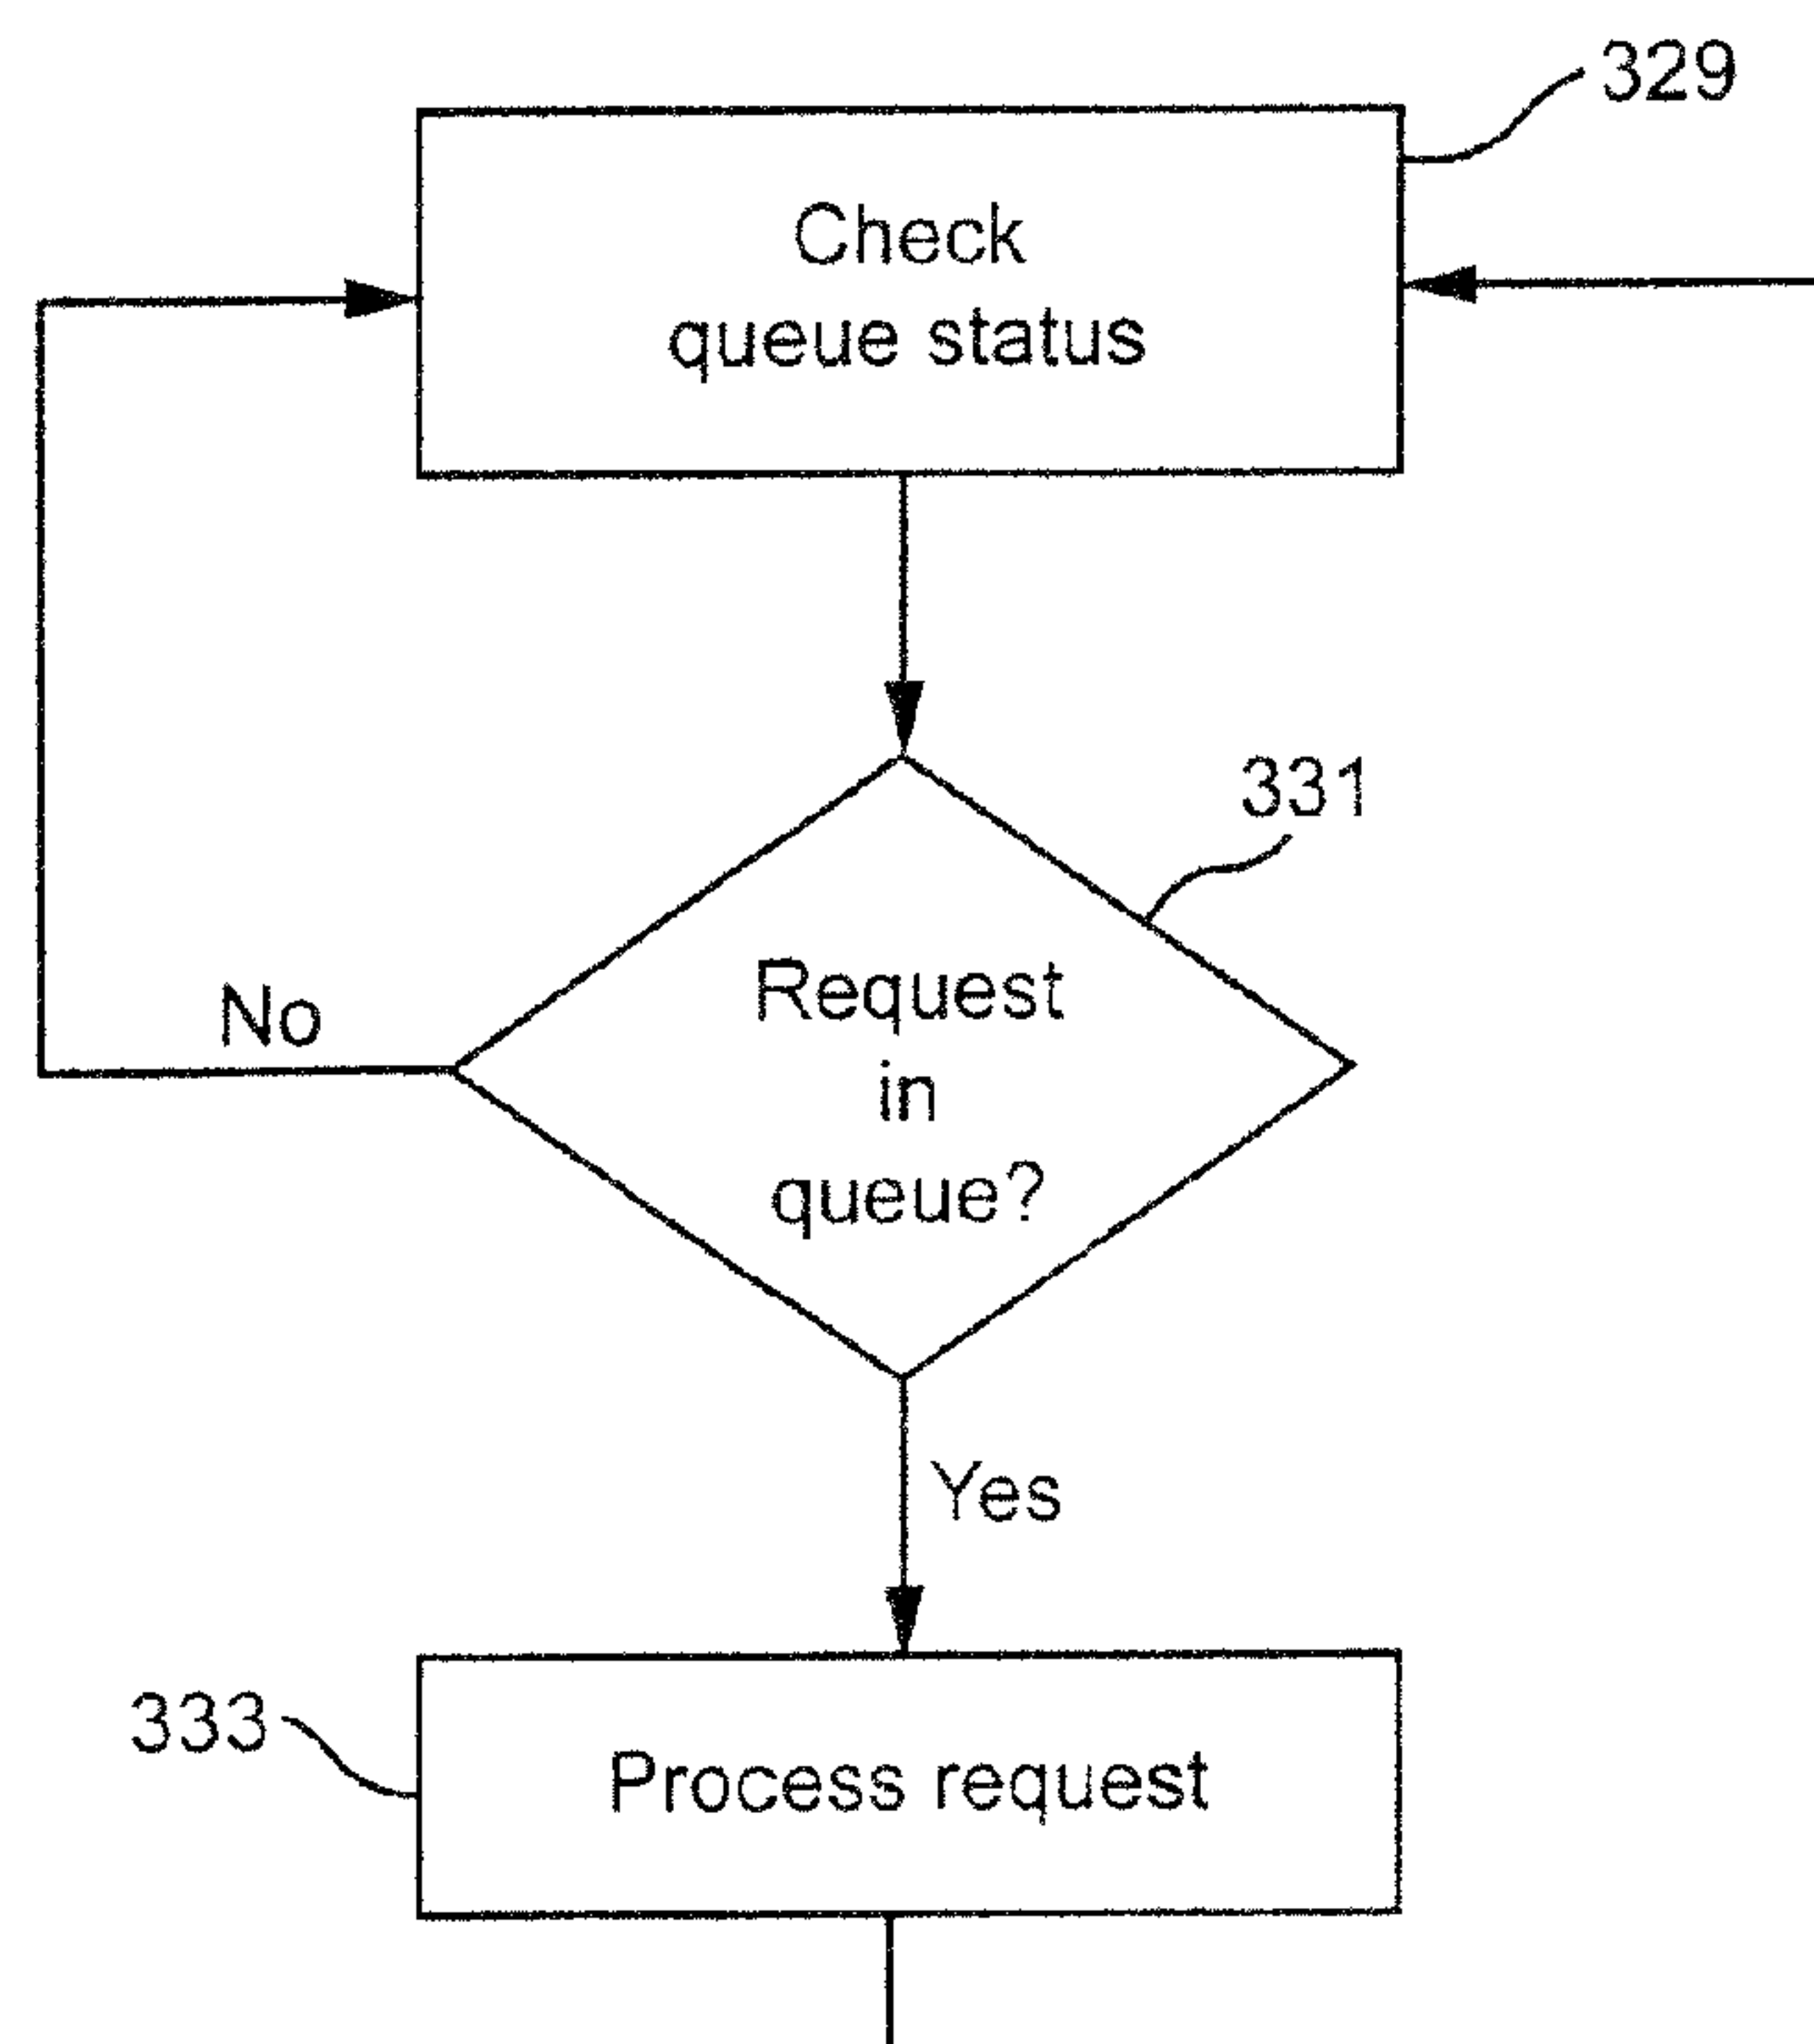 329
Check
queue status
331
Request
in
queue?
No
Yes
333
Process request